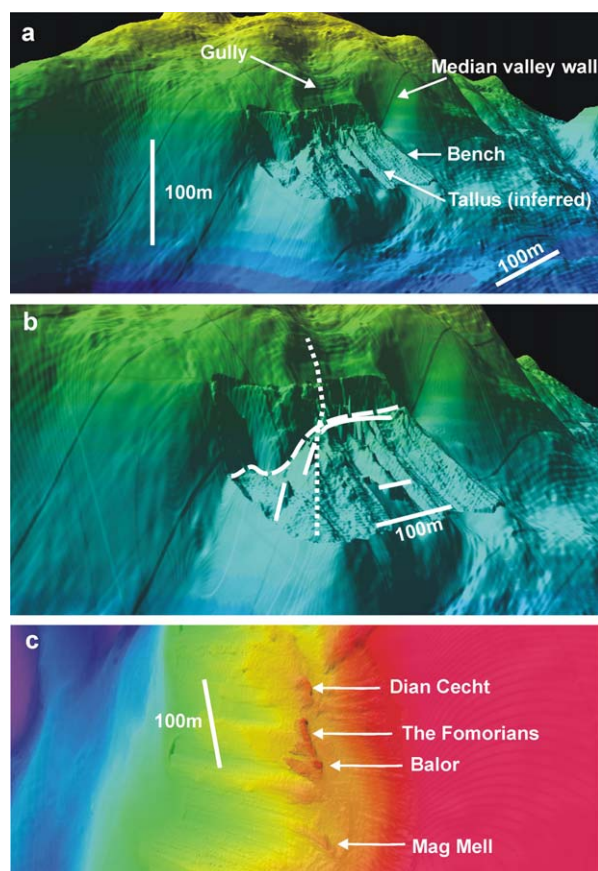 a
Gully
Median valley wall
Bench
100m
Tallus (inferred)
100m
b
100m
c
Dian Cecht
100m
The Fomorians
Balor
Mag Mell